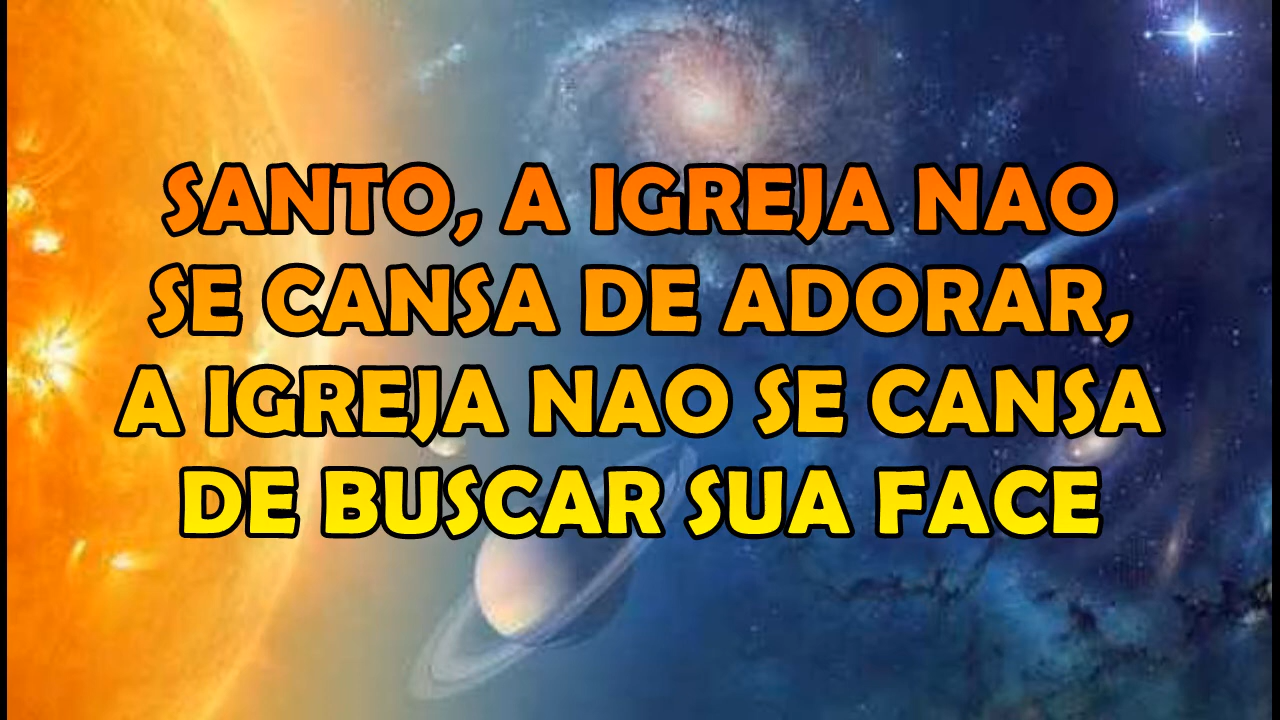 SANTO, A IGREJA NAO
SE CANSA DE ADORAR,
A IGREJA NAO SE CANSA
DE BUSCAR SUA FACE